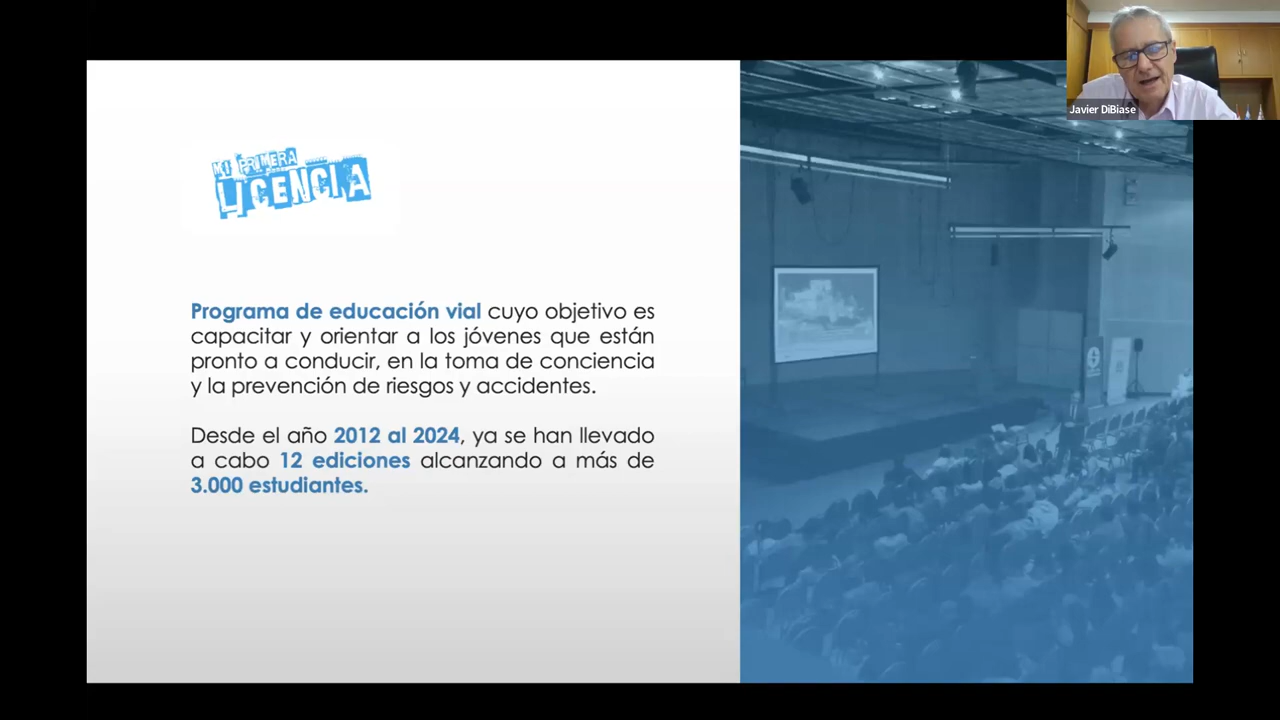 MI PRIMERA
LICENCIA
Programa de educación vial cuyo objetivo es
capacitar y orientar a los jóvenes que están
pronto a conducir, en la toma de conciencia
y la prevención de riesgos y accidentes.
Desde el año 2012 al 2024, ya se han llevado
a cabo 12 ediciones alcanzando a más de
3.000 estudiantes.
Javier DiBiase